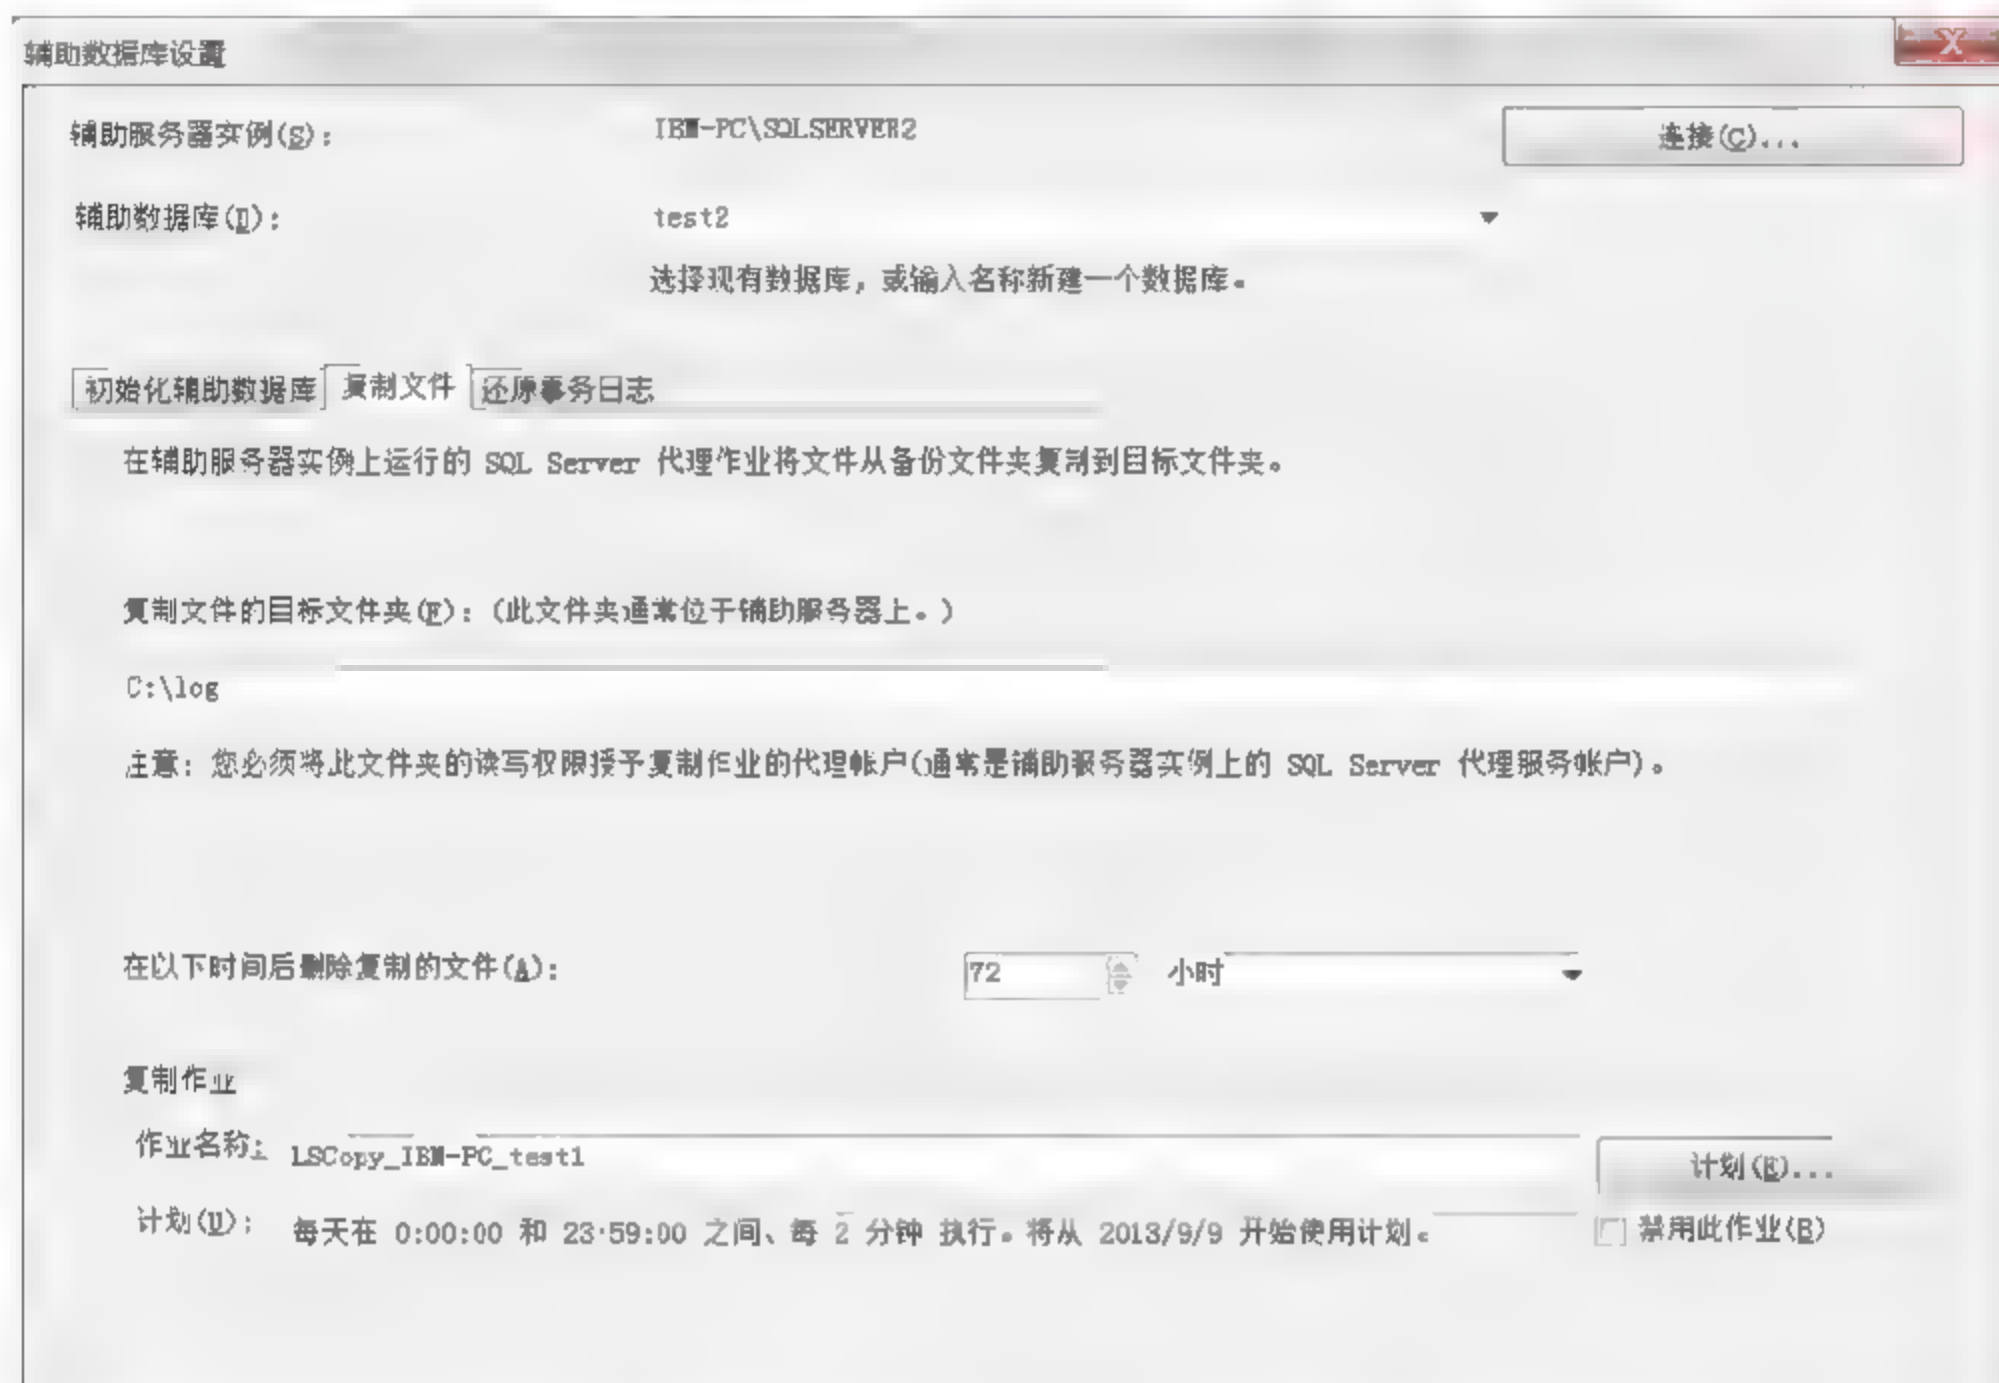 辅助数据库设置
辅助服务器实例(S): IBM-PC\SQLSERVER2 连接(C)...
辅助数据库(D): test2
选择现有数据库，或输入名称新建一个数据库。
初始化辅助数据库 复制文件 还原事务日志
在辅助服务器实例上运行的 SQL Server 代理作业将文件从备份文件夹复制到目标文件夹。
复制文件的目标文件夹(F): (此文件夹通常位于辅助服务器上。)
C:\log
注意: 您必须将此文件夹的读写权限授予复制作业的代理帐户(通常是辅助服务器实例上的 SQL Server 代理服务帐户)。
在以下时间后删除复制的文件(A): 72 小时
复制作业
作业名称: LSCopy_IBM-PC_test1 计划(E)...
计划(U): 每天在 0:00:00 和 23:59:00 之间、每 2 分钟 执行。将从 2013/9/9 开始使用计划。 禁用此作业(B)